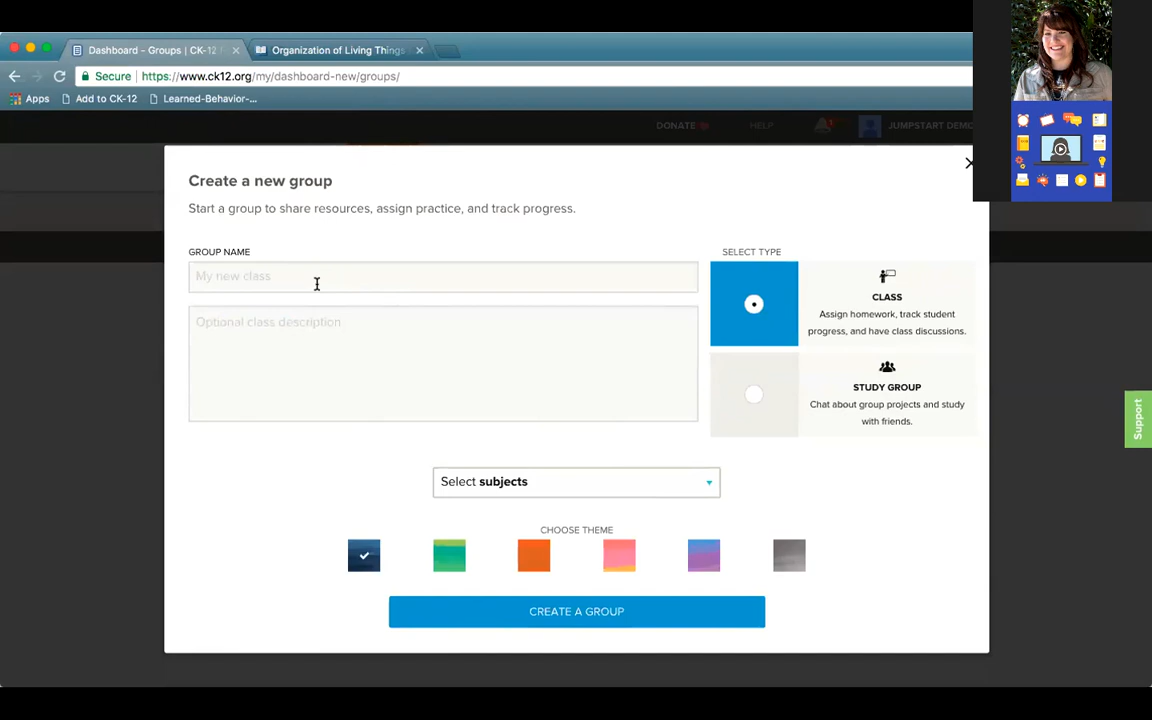 Dashboard - Groups | CK-12
Organization of Living Things
Secure
https://www.ck12.org/my/dashboard-new/groups/
Apps
Add to CK-12
Learned-Behavior-...
DONATE
HELP
1
JUMPSTART DEMO
Create a new group
Start a group to share resources, assign practice, and track progress.
GROUP NAME
My new class
Optional class description
SELECT TYPE
CLASS
Assign homework, track student
progress, and have class discussions.
STUDY GROUP
Chat about group projects and study
with friends.
Select subjects
CHOOSE THEME
CREATE A GROUP
Support